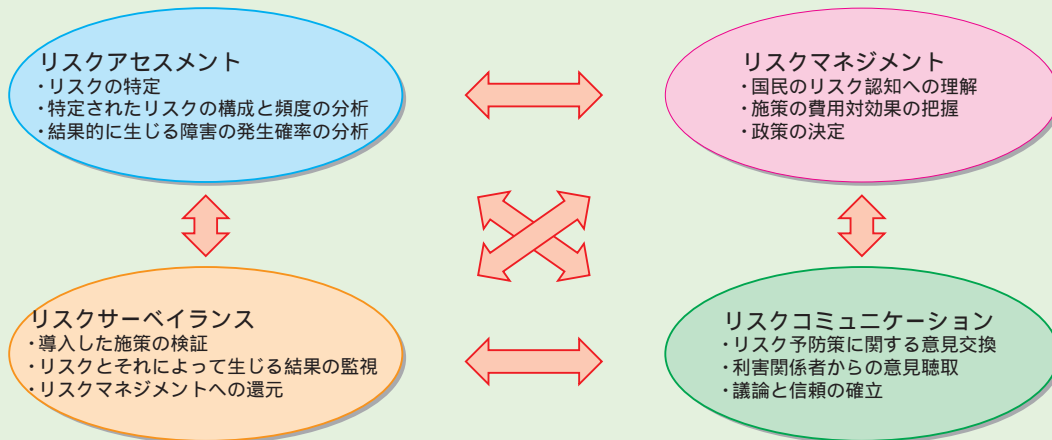 リスクアセスメント
・リスクの特定
・特定されたリスクの構成と頻度の分析
・結果的に生じる障害の発生確率の分析
リスクマネジメント
・国民のリスク認知への理解
・施策の費用対効果の把握
・政策の決定
リスクサーベイランス
・導入した施策の検証
・リスクとそれによって生じる結果の監視
・リスクマネジメントへの還元
リスクコミュニケーション
・リスク予防策に関する意見交換
・利害関係者からの意見聴取
・議論と信頼の確立